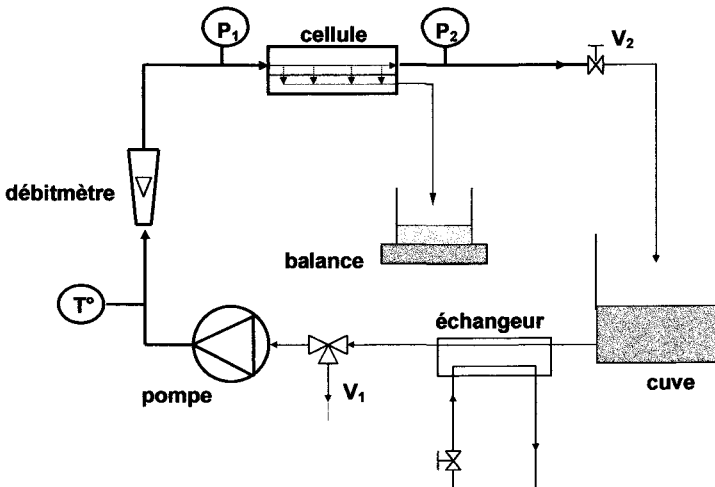 P1
cellule
P2
V2
débitmètre
balance
T°
échangeur
pompe
V1
cuve